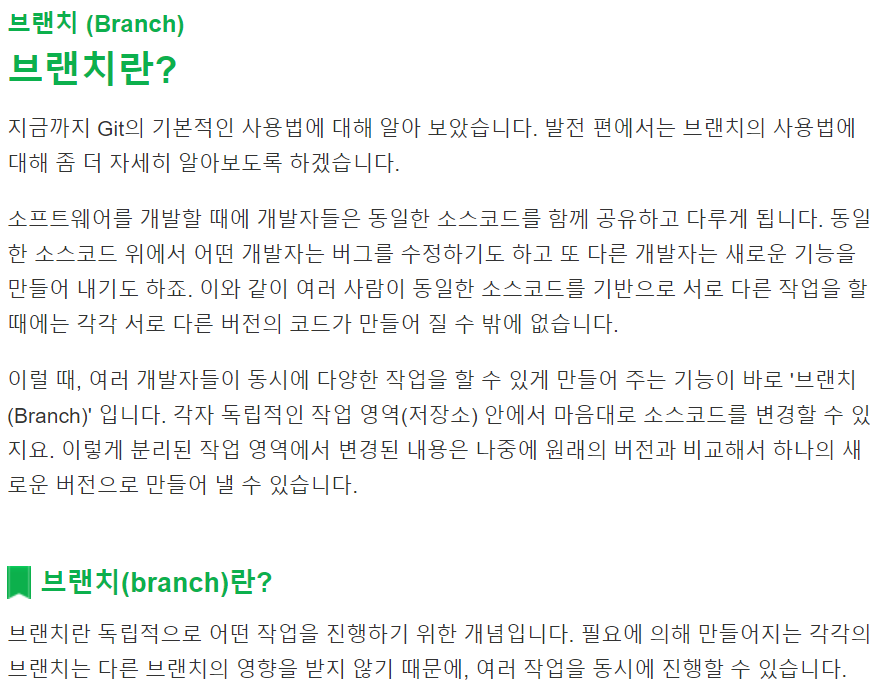 브랜치 (Branch)
브랜치란?
지금까지 Git의 기본적인 사용법에 대해 알아 보았습니다. 발전 편에서는 브랜치의 사용법에
대해 좀 더 자세히 알아보도록 하겠습니다.
소프트웨어를 개발할 때에 개발자들은 동일한 소스코드를 함께 공유하고 다루게 됩니다. 동일
한 소스코드 위에서 어떤 개발자는 버그를 수정하기도 하고 또 다른 개발자는 새로운 기능을
만들어 내기도 하죠. 이와 같이 여러 사람이 동일한 소스코드를 기반으로 서로 다른 작업을 할
때에는 각각 서로 다른 버전의 코드가 만들어 질 수 밖에 없습니다.
이럴 때, 여러 개발자들이 동시에 다양한 작업을 할 수 있게 만들어 주는 기능이 바로 '브랜치
(Branch)' 입니다. 각자 독립적인 작업 영역(저장소) 안에서 마음대로 소스코드를 변경할 수 있
지요. 이렇게 분리된 작업 영역에서 변경된 내용은 나중에 원래의 버전과 비교해서 하나의 새
로운 버전으로 만들어 낼 수 있습니다.
브랜치(branch)란?
브랜치란 독립적으로 어떤 작업을 진행하기 위한 개념입니다. 필요에 의해 만들어지는 각각의
브랜치는 다른 브랜치의 영향을 받지 않기 때문에, 여러 작업을 동시에 진행할 수 있습니다.